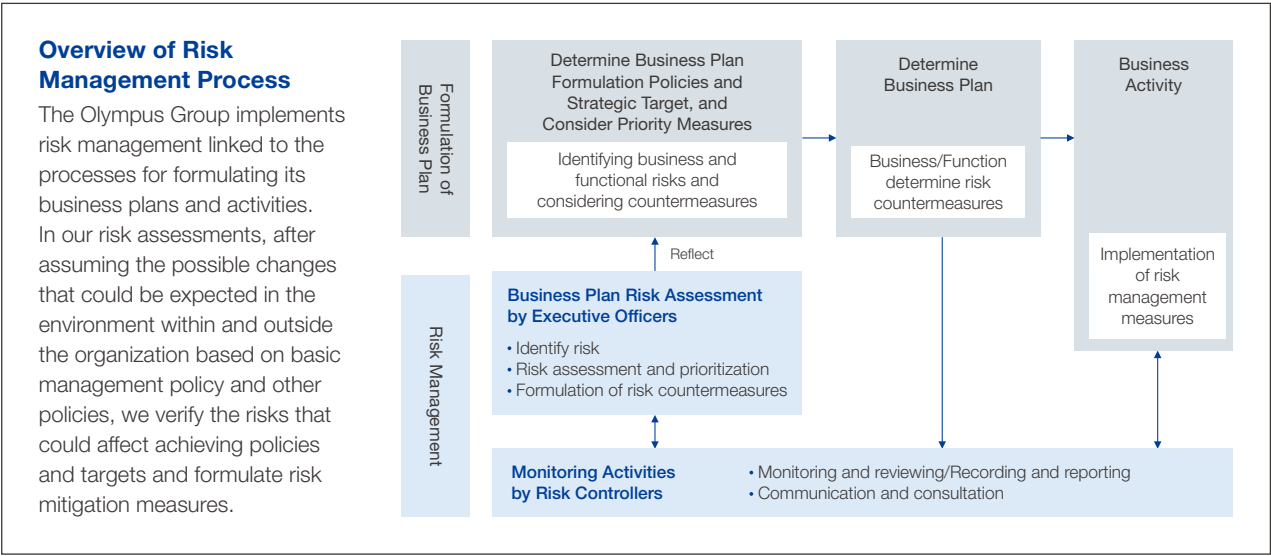 Overview of Risk
Management Process
The Olympus Group implements
risk management linked to the
processes for formulating its
business plans and activities.
In our risk assessments, after
assuming the possible changes
that could be expected in the
environment within and outside
the organization based on basic
management policy and other
policies, we verify the risks that
could affect achieving policies
and targets and formulate risk
mitigation measures.
Formulation of
Business Plan
Determine Business Plan
Formulation Policies and
Strategic Target, and
Consider Priority Measures
Identifying business and
functional risks and
considering countermeasures
Determine
Business Plan
Business/Function
determine risk
countermeasures
Business
Activity
Implementation
of risk
management
measures
Reflect
Risk Management
Business Plan Risk Assessment
by Executive Officers
• Identify risk
• Risk assessment and prioritization
• Formulation of risk countermeasures
Monitoring Activities
by Risk Controllers
• Monitoring and reviewing/Recording and reporting
• Communication and consultation